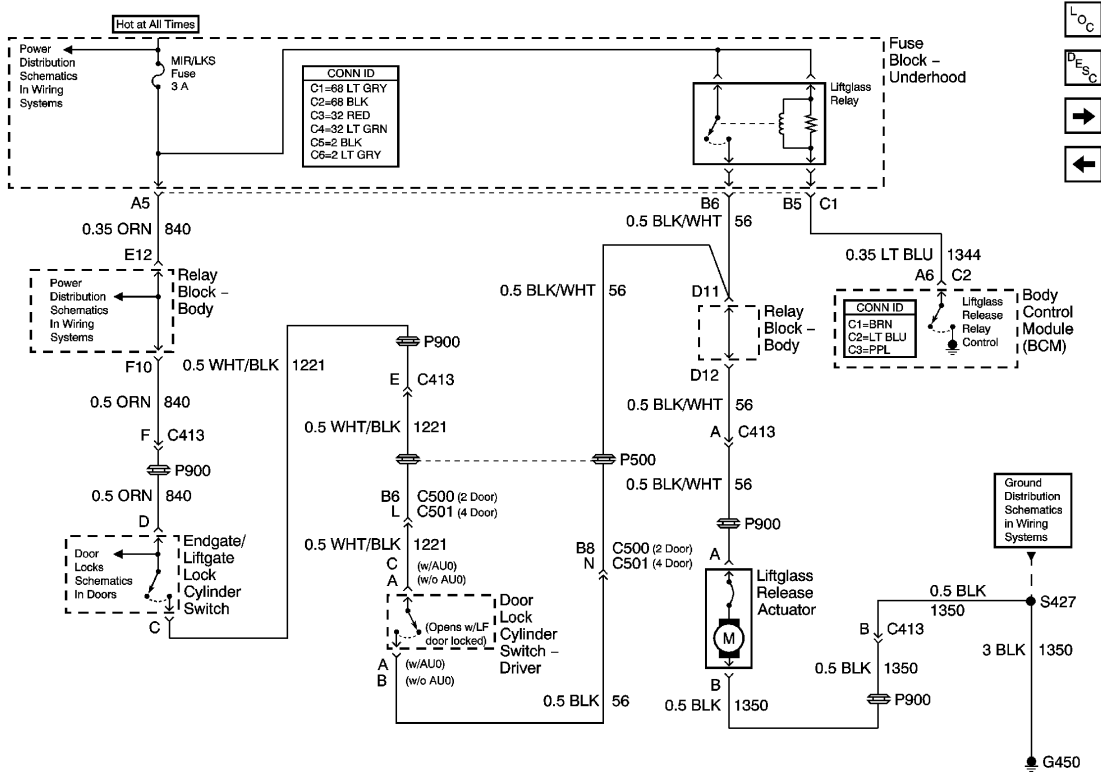 Hot at All Times
LOC
DESC
Power
Distribution
Schematics
In Wiring
Systems
MIR/LKS
Fuse
3 A
CONN ID
C1=68 LT GRY
C2=68 BLK
C3=32 RED
C4=32 LT GRN
C5=2 BLK
C6=2 LT GRY
Liftglass
Relay
Fuse
Block –
Underhood
A5
B6
B5
C1
0.35 ORN
840
0.5 BLK/WHT
56
E12
0.35 LT BLU
1344
A6
C2
Power
Distribution
Schematics
In Wiring
Systems
Relay
Block –
Body
0.5 BLK/WHT
56
D11
Relay
Block –
Body
CONN ID
C1=BRN
C2=LT BLU
C3=PPL
Liftglass
Release
Relay
Control
Body
Control
Module
(BCM)
F10
0.5 WHT/BLK
1221
P900
D12
0.5 ORN
840
E
C413
0.5 BLK/WHT
56
F
C413
0.5 WHT/BLK
1221
A
C413
P900
P500
0.5 ORN
840
0.5 BLK/WHT
56
D
B6
C500 (2 Door)
L
C501 (4 Door)
P900
Ground
Distribution
Schematics
in Wiring
Systems
Door
Locks
Schematics
In Doors
Endgate/
Liftgate
Lock
Cylinder
Switch
0.5 WHT/BLK
1221
B8
C500 (2 Door)
N
C501 (4 Door)
A
C
(w/AU0)
A
(w/o AU0)
Liftglass
Release
Actuator
M
C
(Opens w/LF
door locked)
Door
Lock
Cylinder
Switch –
Driver
0.5 BLK
1350
S427
B
C413
3 BLK
1350
A
(w/AU0)
B
(w/o AU0)
0.5 BLK
1350
0.5 BLK
56
B
0.5 BLK
1350
P900
G450